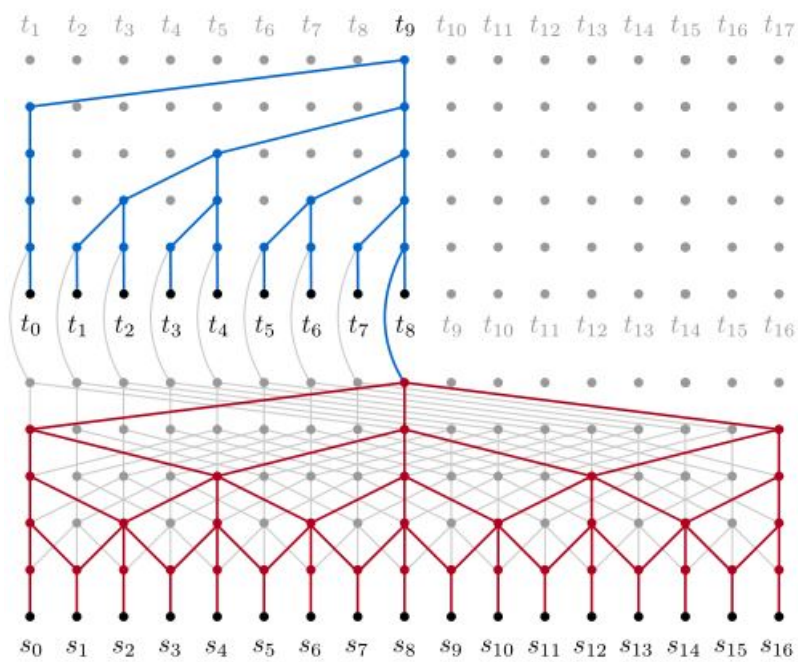 t₁ t₂ t₃ t₄ t₅ t₆ t₇ t₈ t₉ t₁₀ t₁₁ t₁₂ t₁₃ t₁₄ t₁₅ t₁₆ t₁₇
t₀ t₁ t₂ t₃ t₄ t₅ t₆ t₇ t₈ t₉ t₁₀ t₁₁ t₁₂ t₁₃ t₁₄ t₁₅ t₁₆
s₀ s₁ s₂ s₃ s₄ s₅ s₆ s₇ s₈ s₉ s₁₀ s₁₁ s₁₂ s₁₃ s₁₄ s₁₅ s₁₆